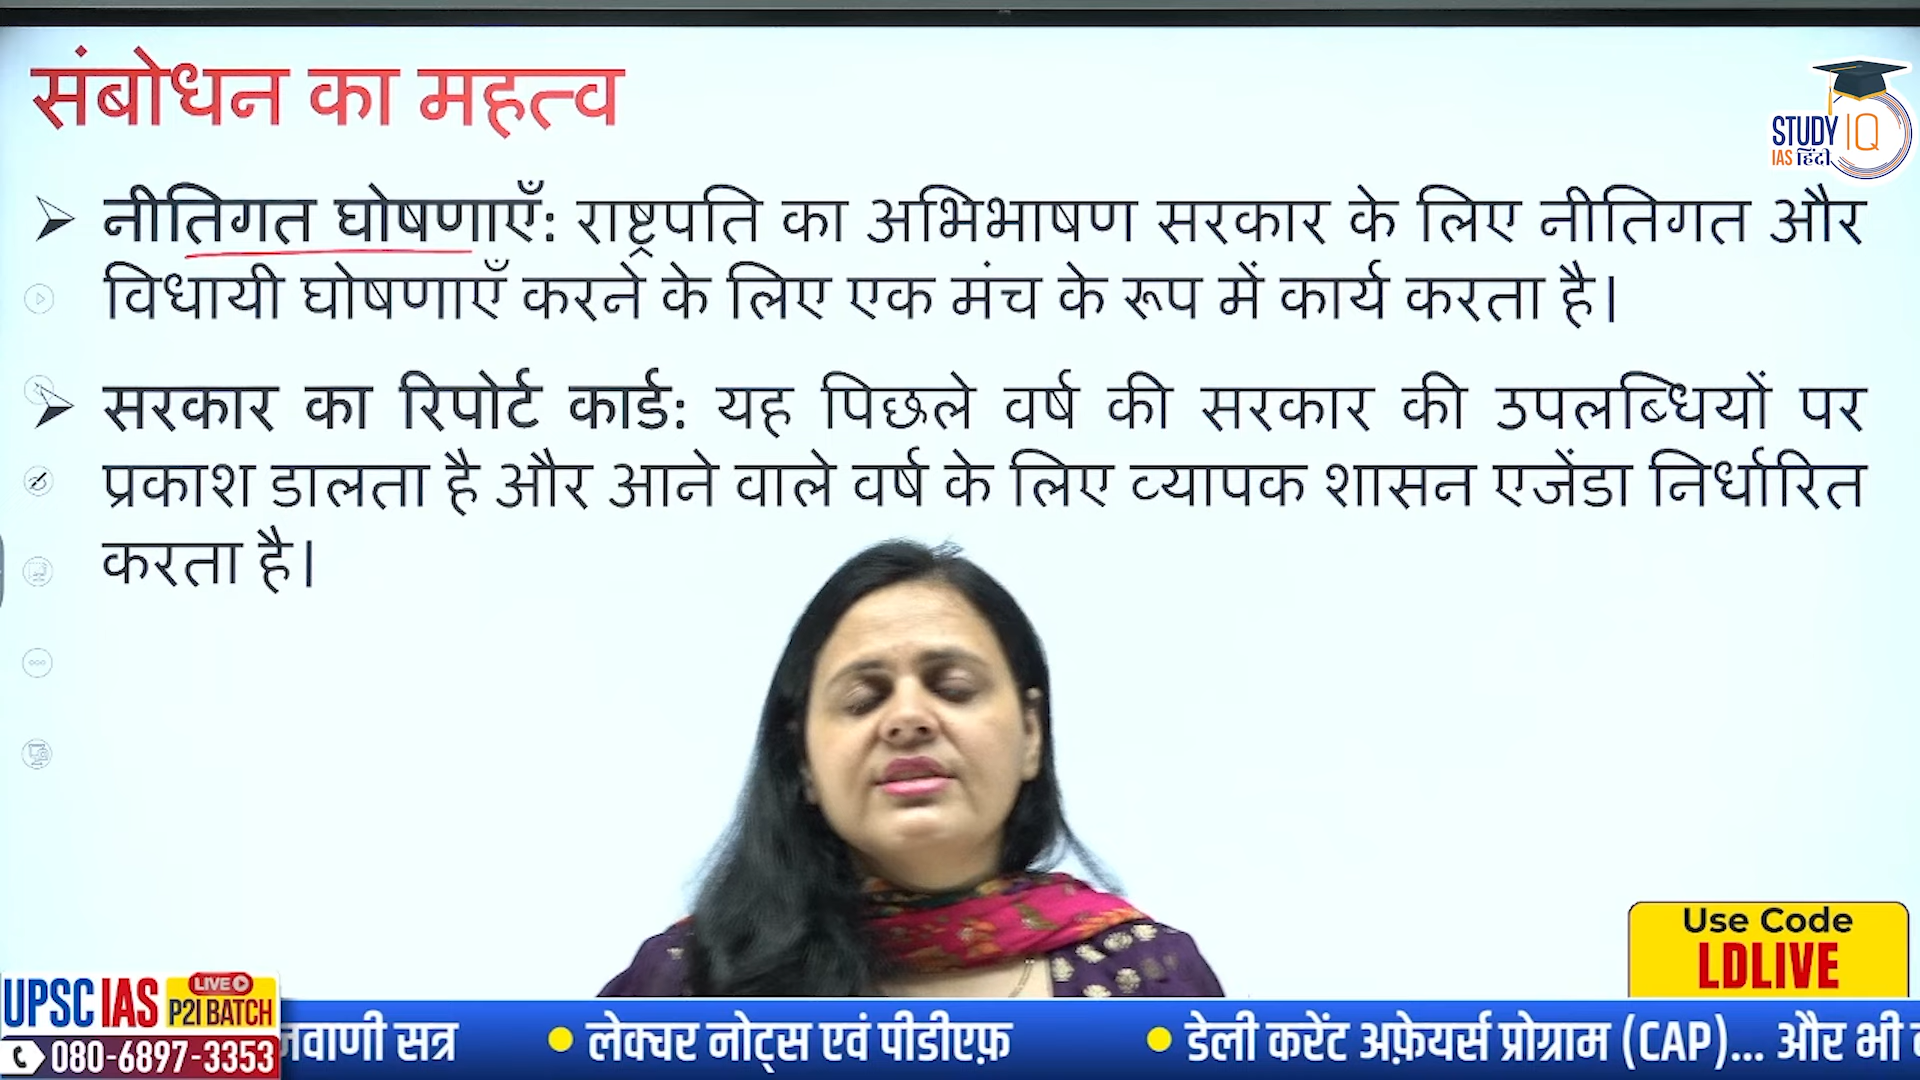 संबोधन का महत्व
STUDY IQ
IAS हिंदी
➢ नीतिगत घोषणाएँ: राष्ट्रपति का अभिभाषण सरकार के लिए नीतिगत और
विधायी घोषणाएँ करने के लिए एक मंच के रूप में कार्य करता है।
➢ सरकार का रिपोर्ट कार्ड: यह पिछले वर्ष की सरकार की उपलब्धियों पर
प्रकाश डालता है और आने वाले वर्ष के लिए व्यापक शासन एजेंडा निर्धारित
करता है।
Use Code
LDLIVE
UPSC IAS
LIVE
P2I BATCH
080-6897-3353
सत्र • लेक्चर नोट्स एवं पीडीएफ़ • डेली करेंट अफ़ेयर्स प्रोग्राम (CAP)... और भी